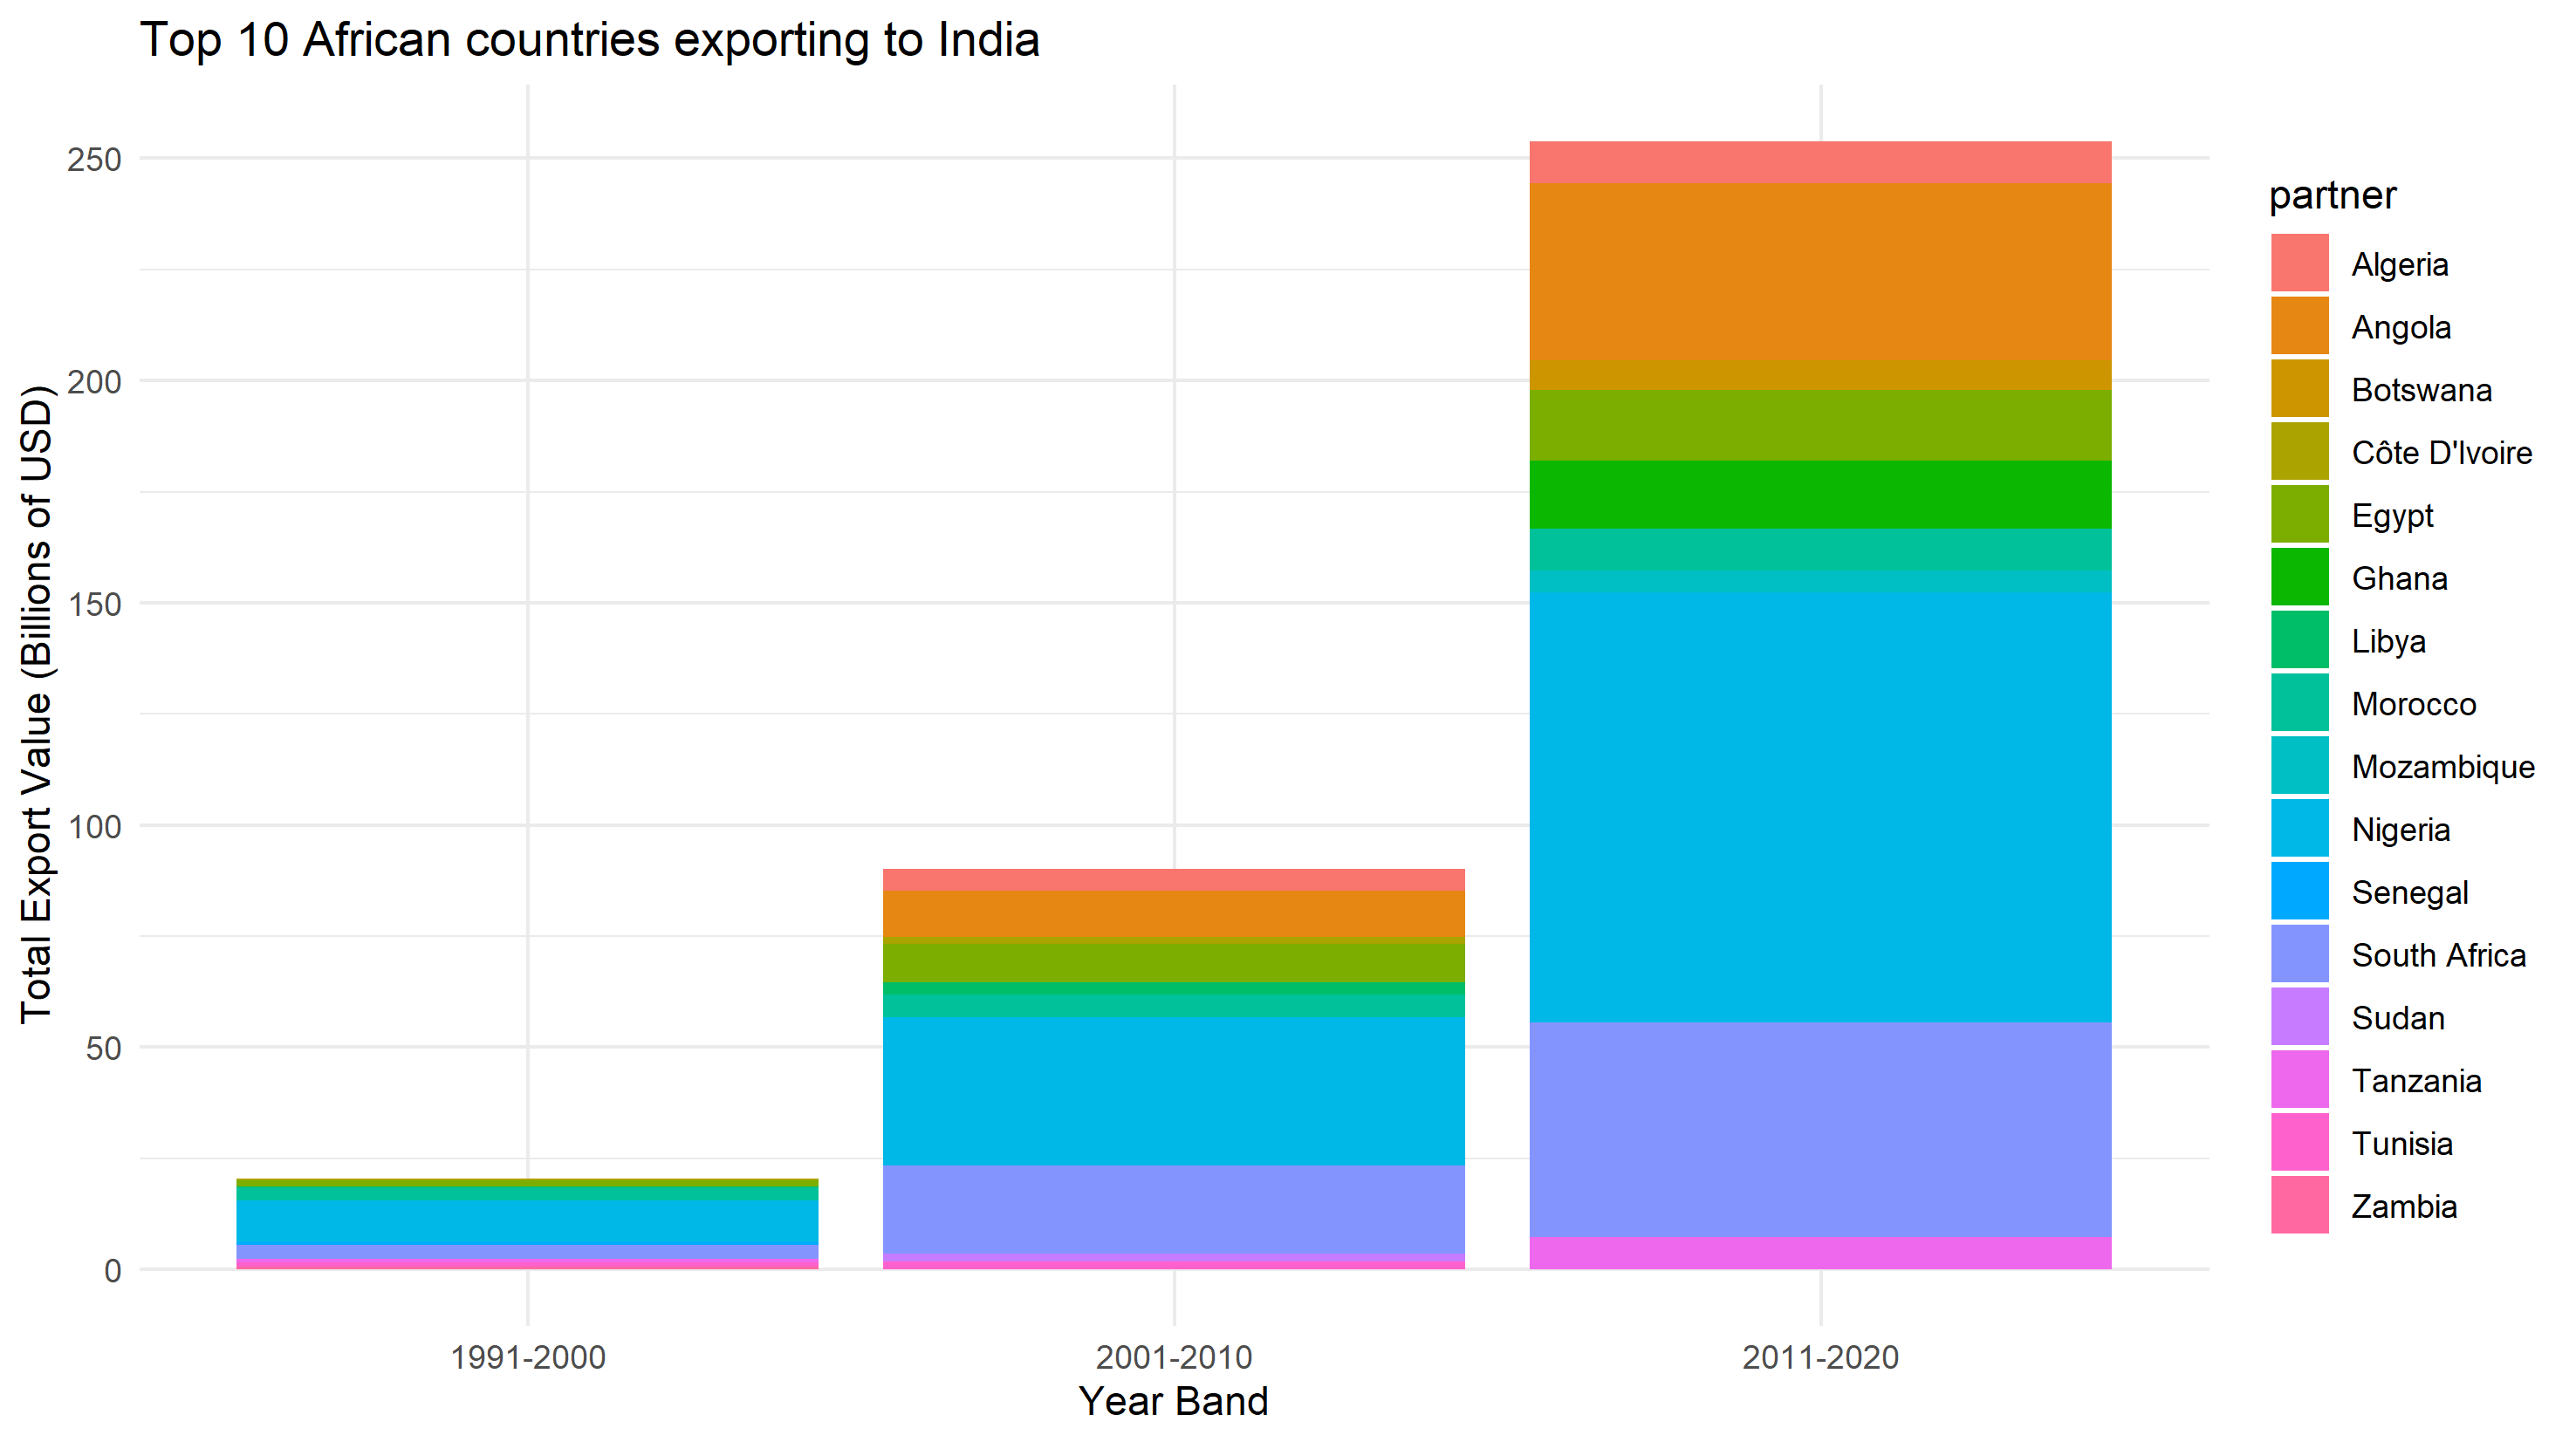 Top 10 African countries exporting to India
Total Export Value (Billions of USD)
250
200
150
100
50
0
1991-2000
2001-2010
2011-2020
Year Band
partner
Algeria
Angola
Botswana
Côte D'Ivoire
Egypt
Ghana
Libya
Morocco
Mozambique
Nigeria
Senegal
South Africa
Sudan
Tanzania
Tunisia
Zambia